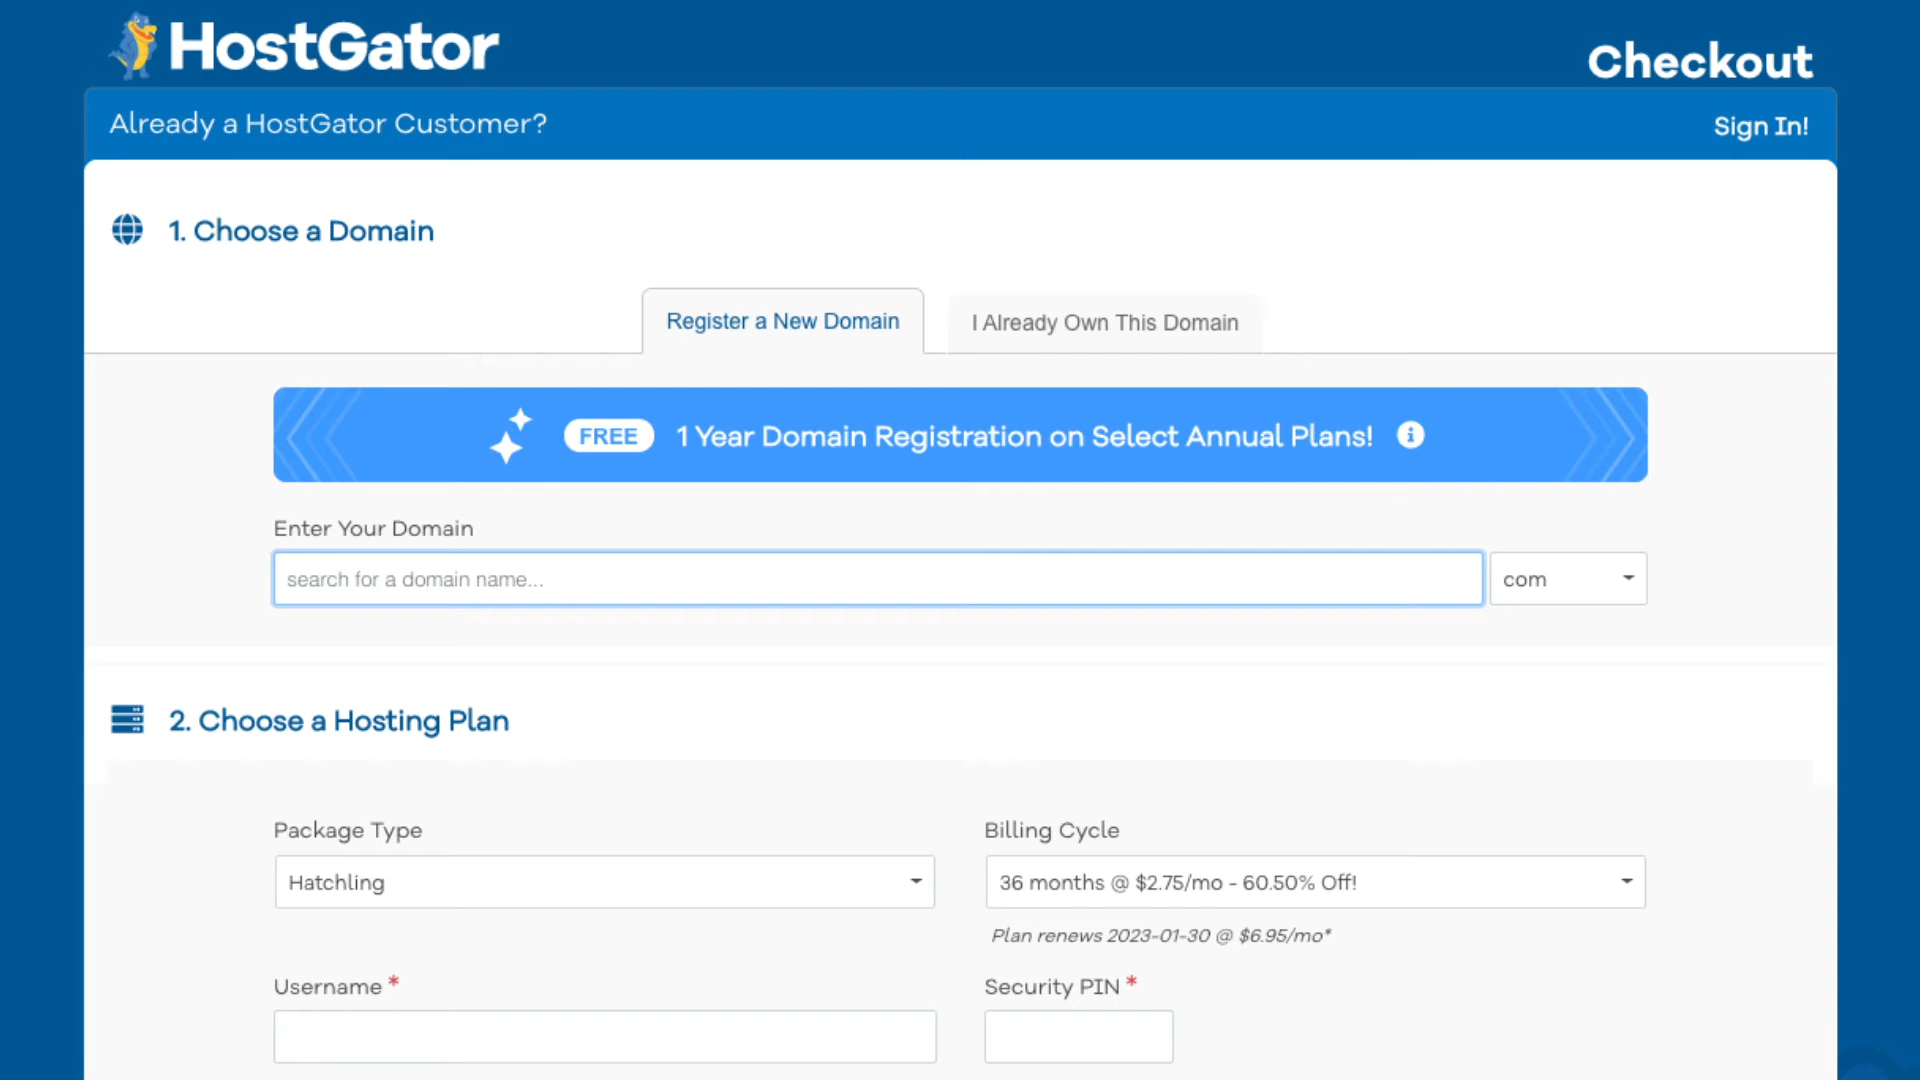 HostGator
Checkout
Already a HostGator Customer?
Sign In!
1. Choose a Domain
Register a New Domain
I Already Own This Domain
FREE 1 Year Domain Registration on Select Annual Plans!
Enter Your Domain
search for a domain name...
com
2. Choose a Hosting Plan
Package Type
Billing Cycle
Hatchling
36 months @ $2.75/mo - 60.50% Off!
Plan renews 2023-01-30 @ $6.95/mo*
Username *
Security PIN *